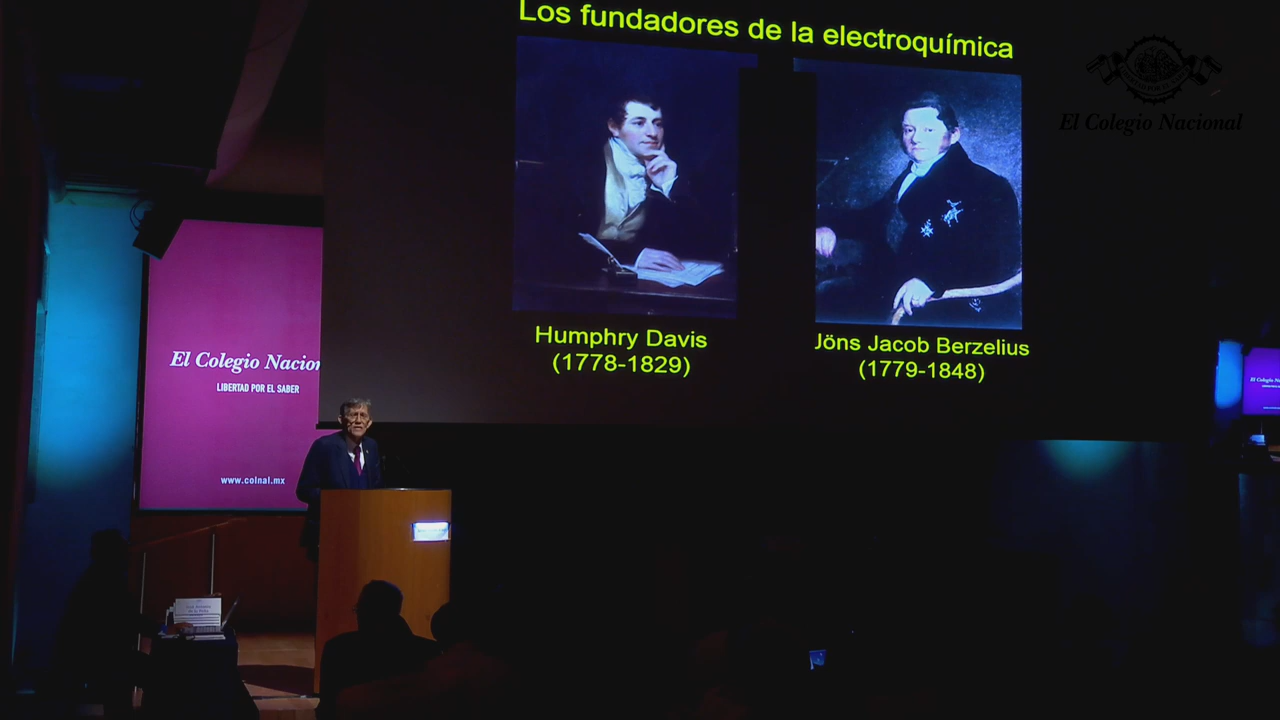 Los fundadores de la electroquímica
El Colegio Nacional
Humphry Davis
(1778-1829)
Jöns Jacob Berzelius
(1779-1848)
El Colegio Nacion
LIBERTAD POR EL SABER
www.colnal.mx